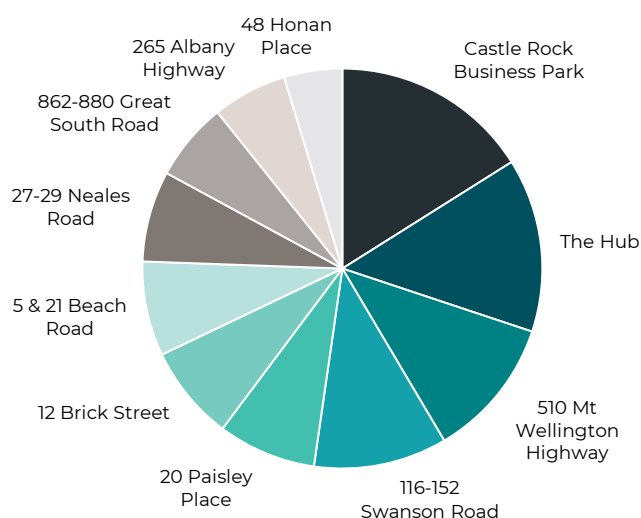 Castle Rock
Business Park
The Hub
510 Mt
Wellington
Highway
116-152
Swanson Road
20 Paisley
Place
12 Brick Street
5 & 21 Beach
Road
27-29 Neales
Road
862-880 Great
South Road
265 Albany
Highway
48 Honan
Place